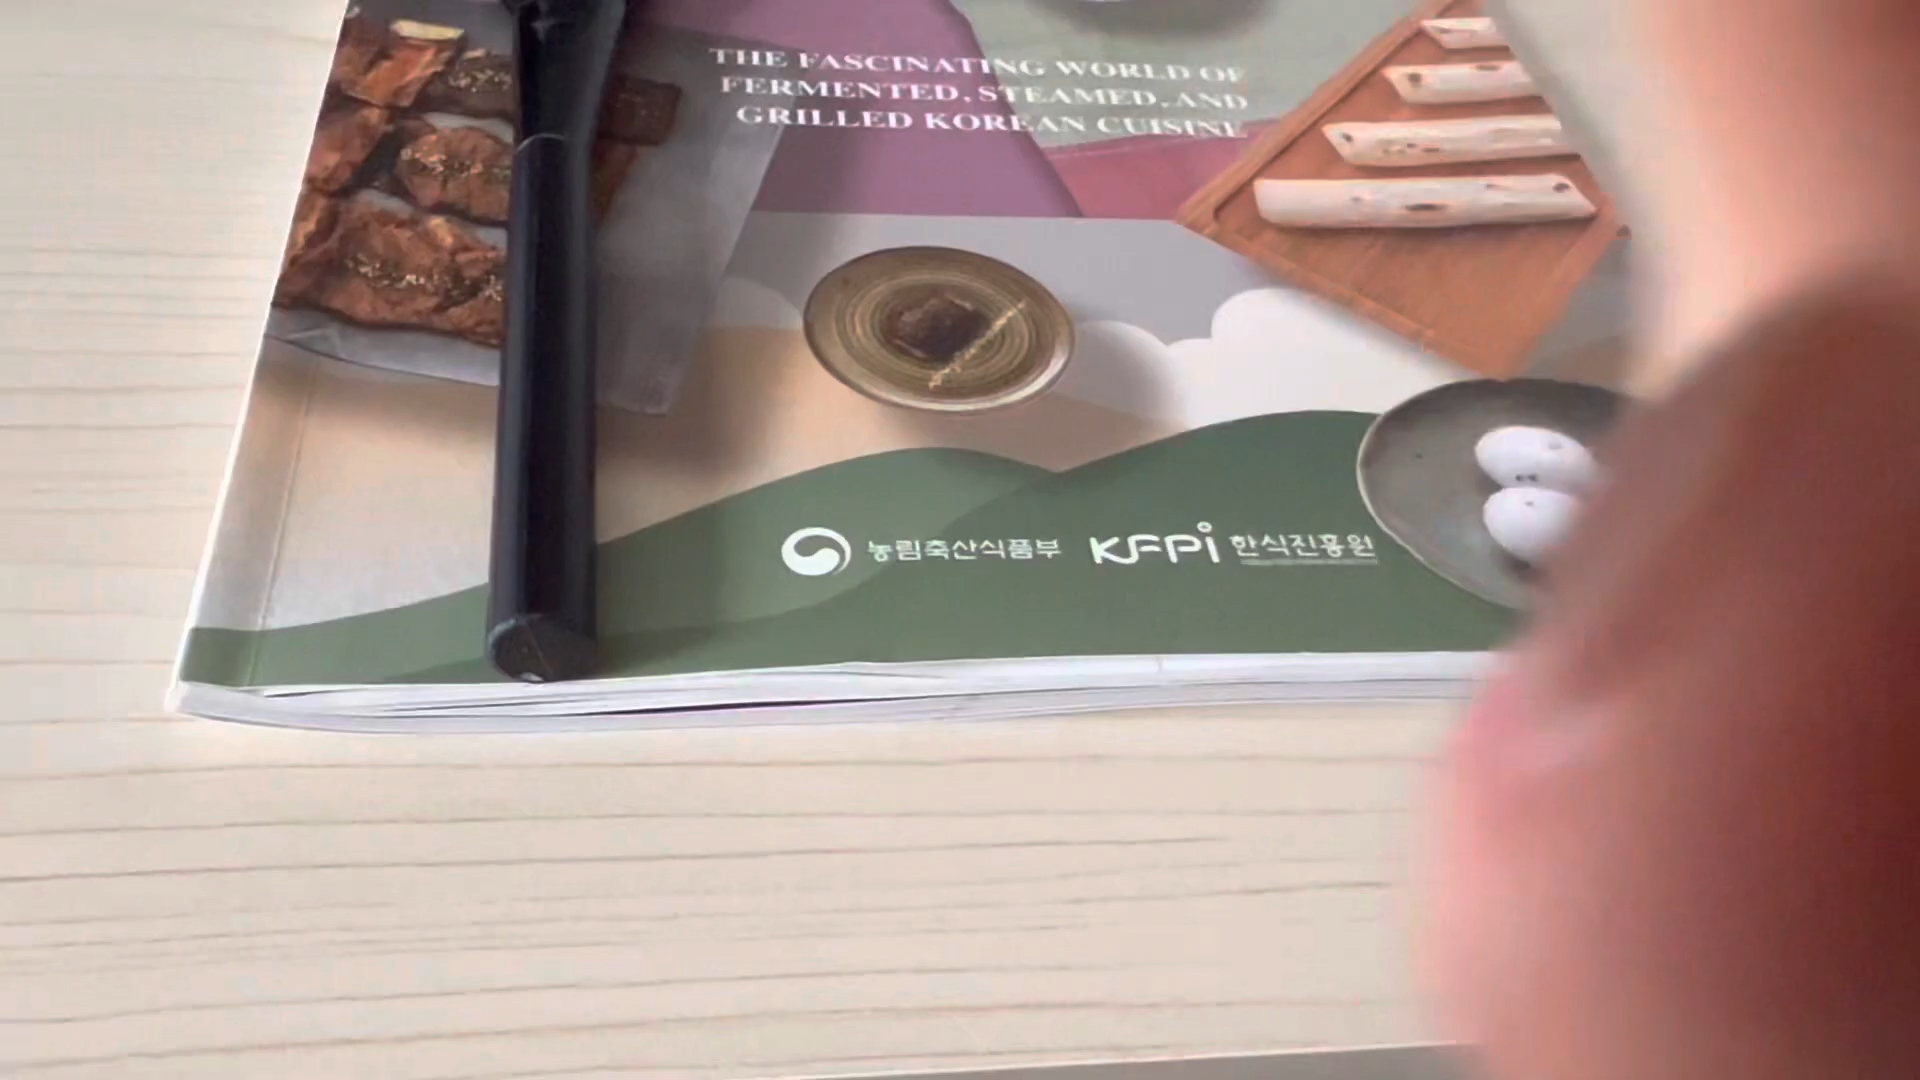 THE FASCINATING WORLD OF
FERMENTED, STEAMED, AND
GRILLED KOREAN CUISINE
농림축산식품부 KFPi 한식진흥원